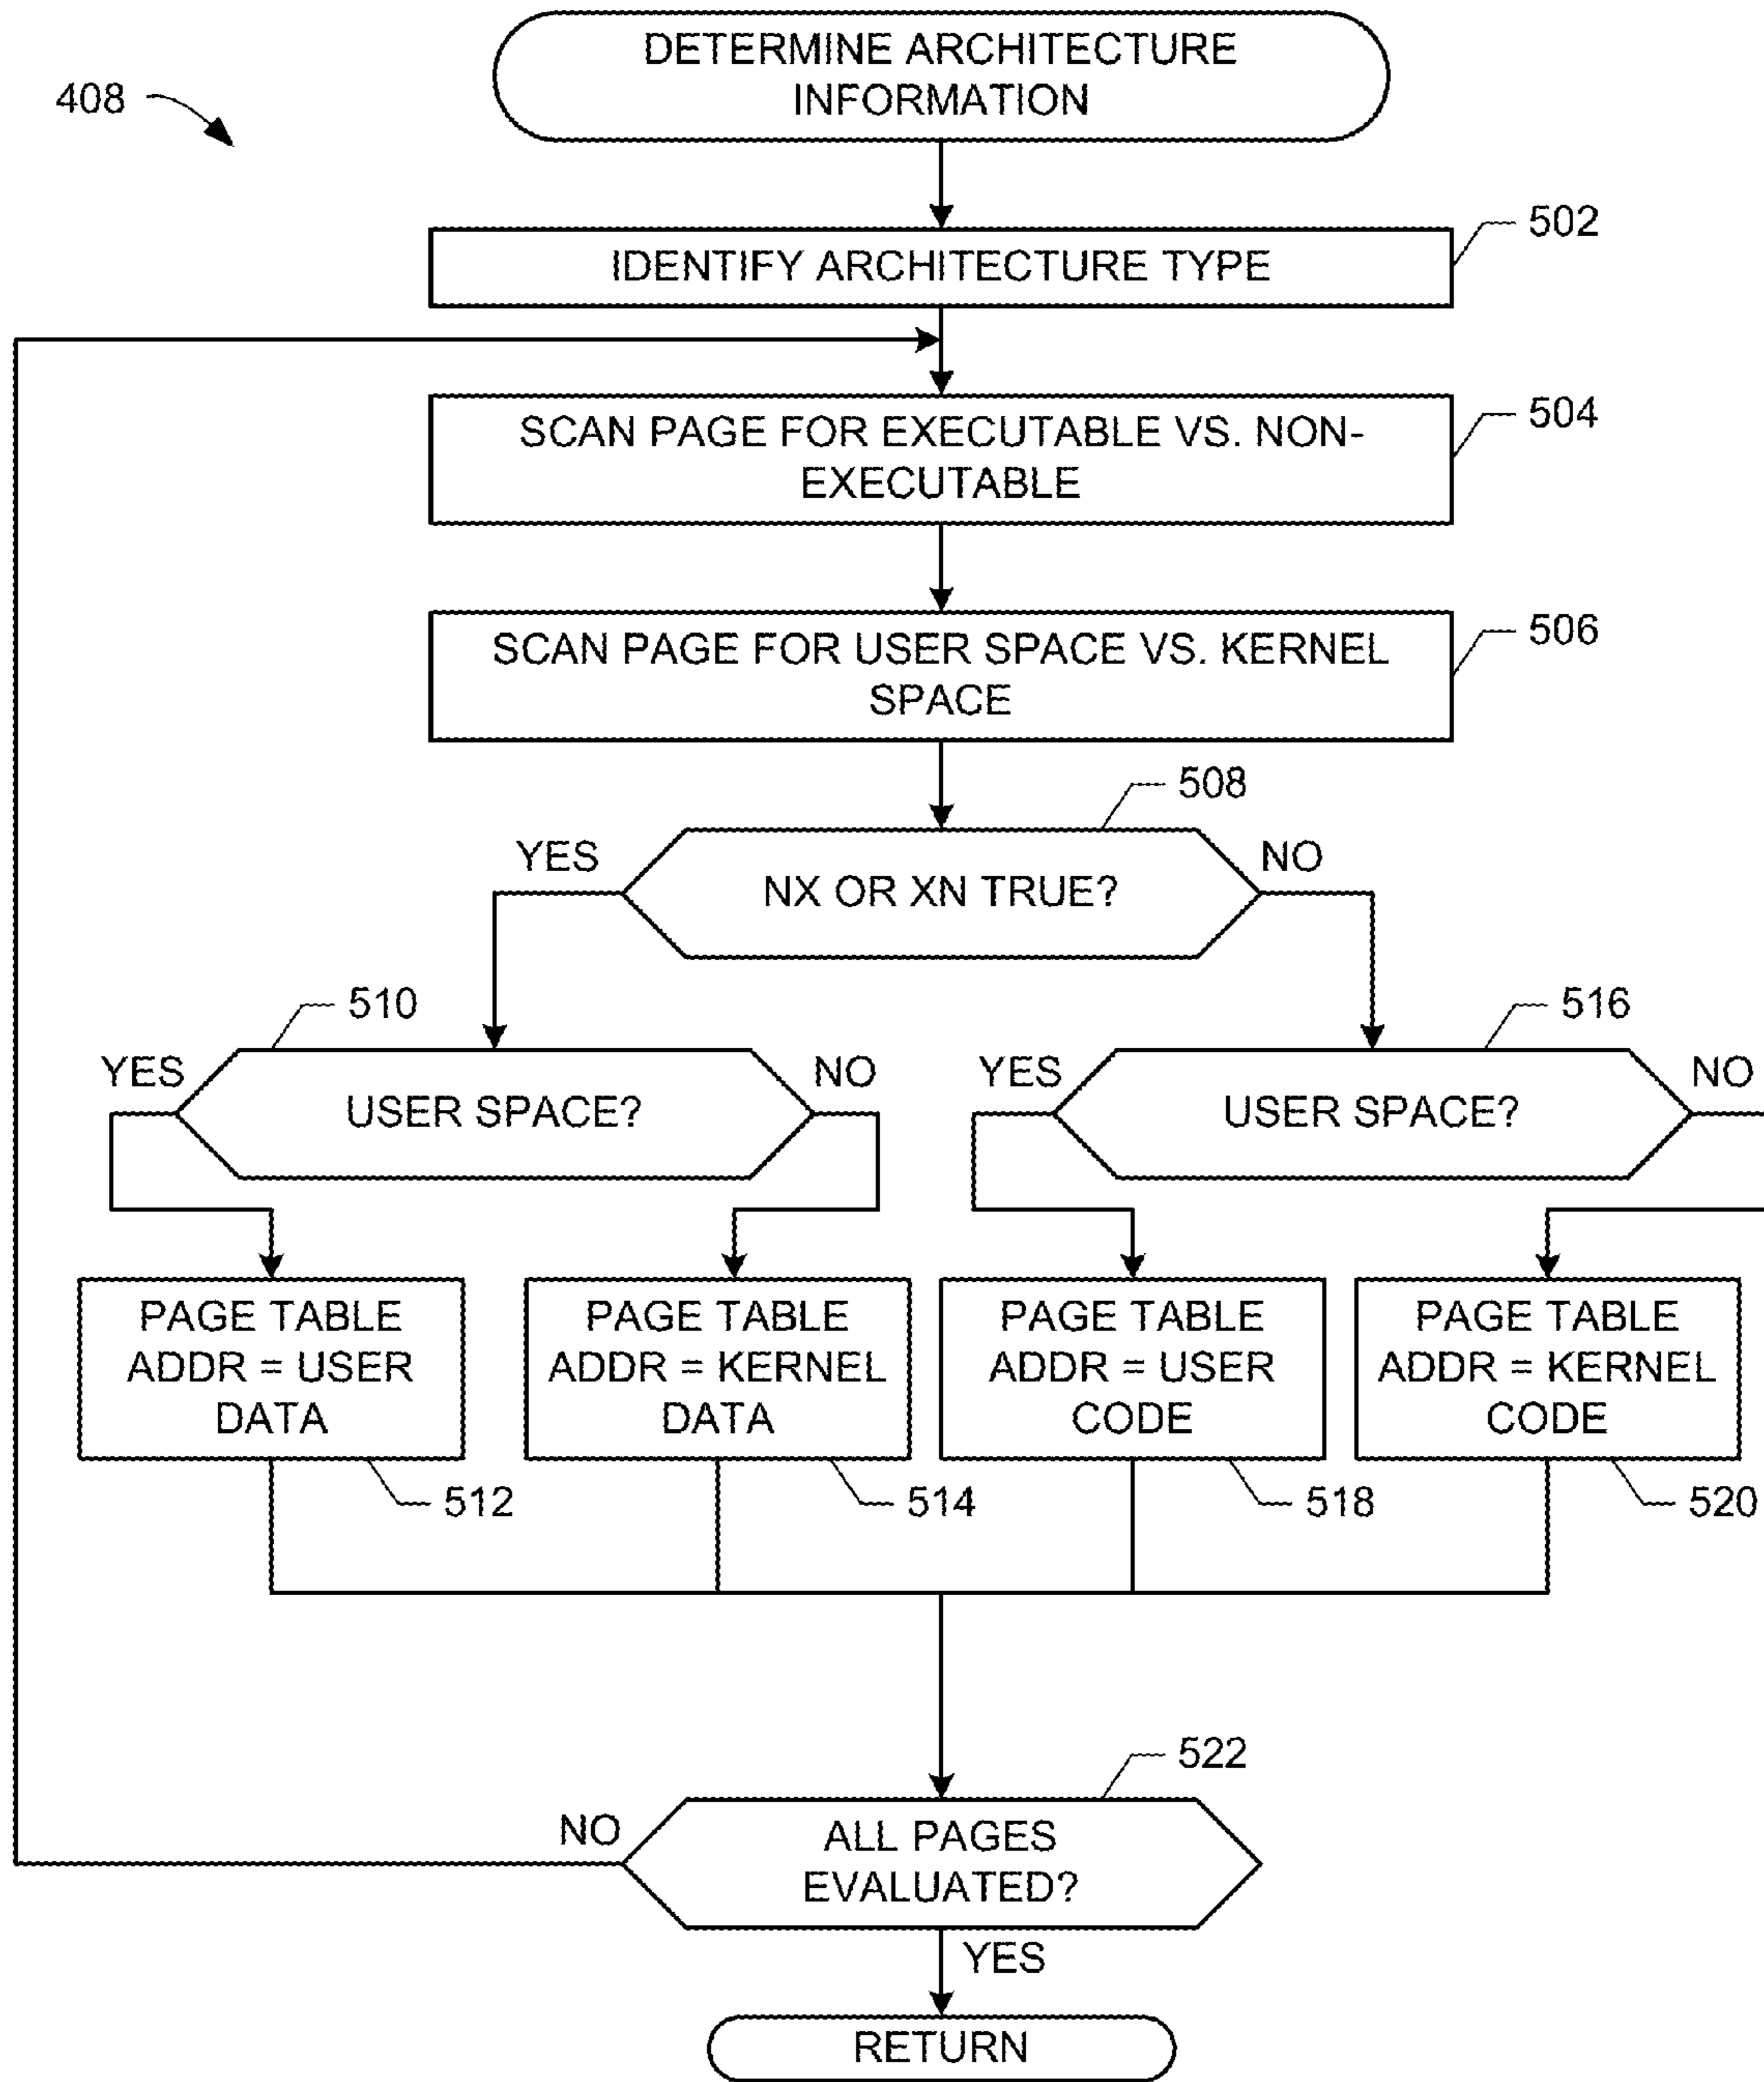 DETERMINE ARCHITECTURE
INFORMATION
408
502
IDENTIFY ARCHITECTURE TYPE
504
SCAN PAGE FOR EXECUTABLE VS. NON-
EXECUTABLE
506
SCAN PAGE FOR USER SPACE VS. KERNEL
SPACE
508
YES
NO
NX OR XN TRUE?
510
516
YES
NO
YES
NO
USER SPACE?
USER SPACE?
PAGE TABLE
ADDR = USER
DATA
PAGE TABLE
ADDR = KERNEL
DATA
PAGE TABLE
ADDR = USER
CODE
PAGE TABLE
ADDR = KERNEL
CODE
512
514
518
520
522
NO
ALL PAGES
EVALUATED?
YES
RETURN